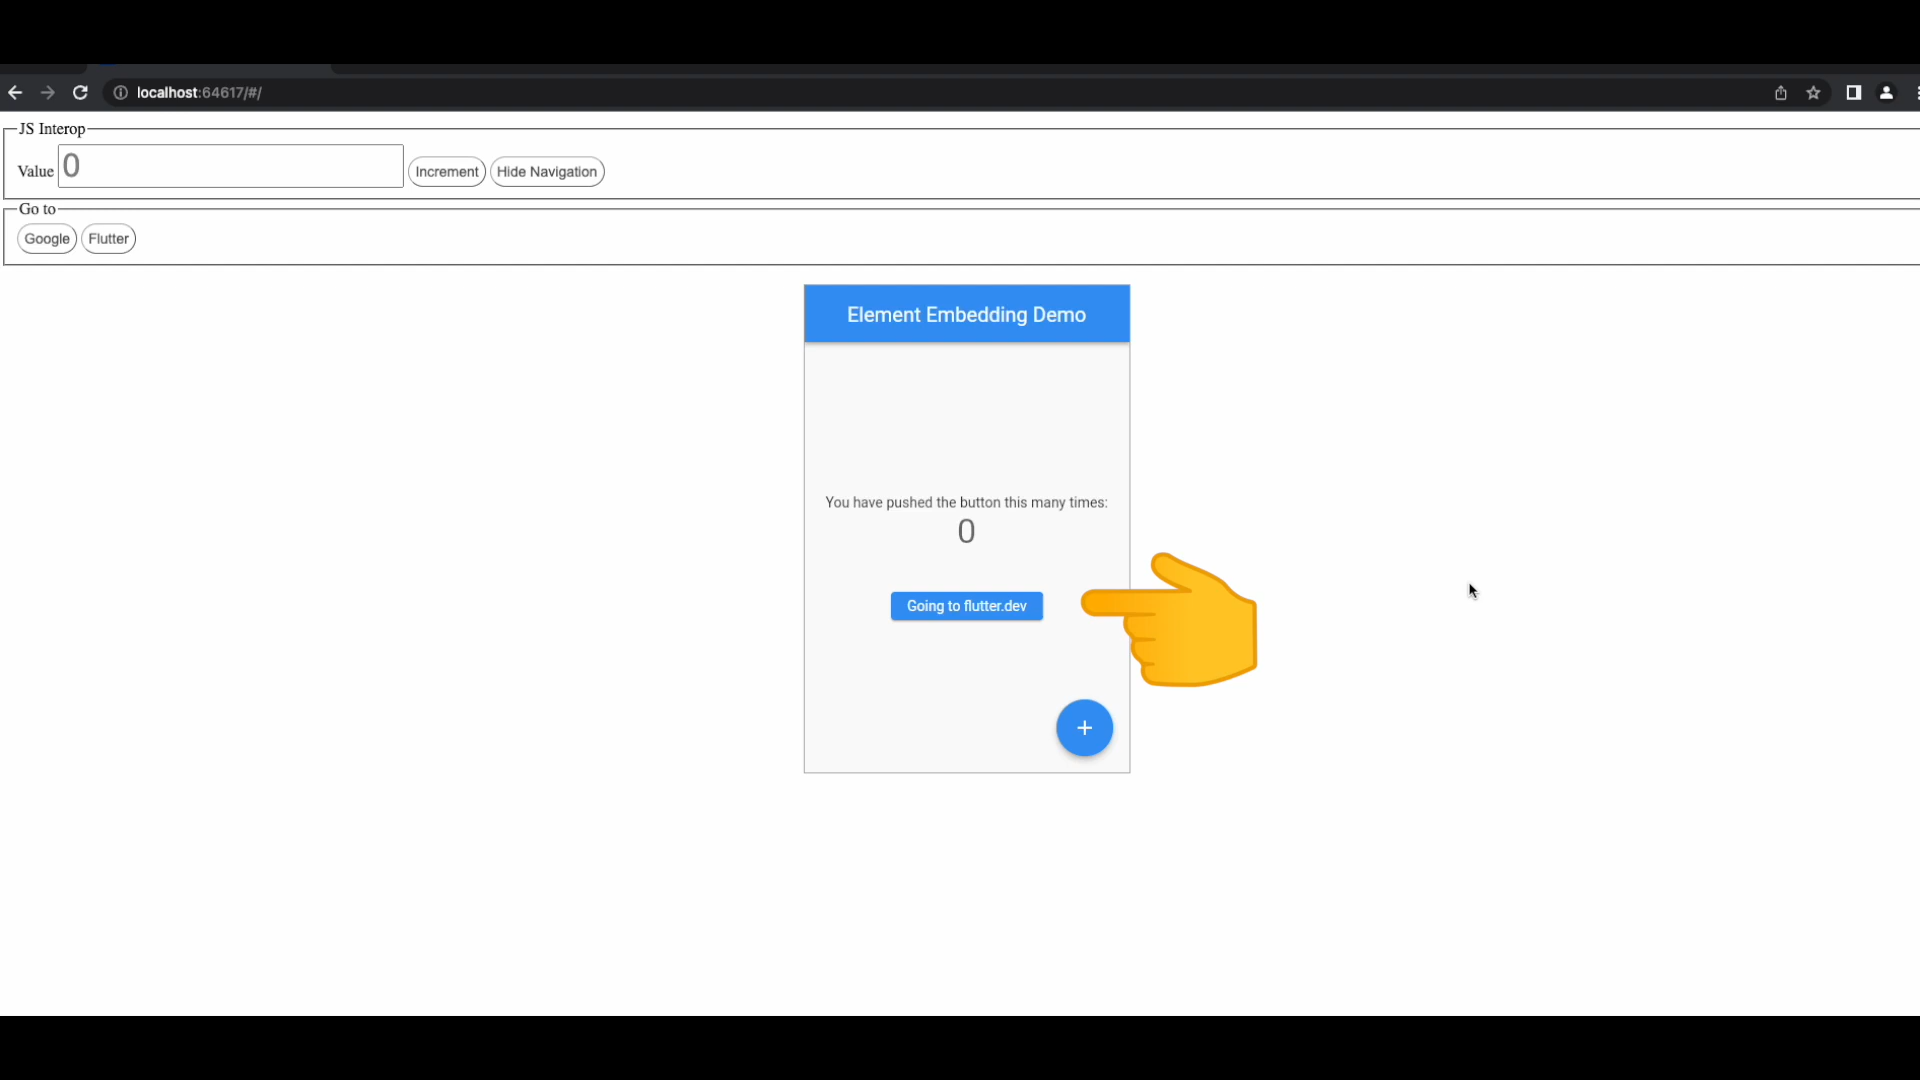 localhost:64617/#/
JS Interop
Value 0 Increment Hide Navigation
Go to
Google Flutter
Element Embedding Demo
You have pushed the button this many times:
0
Going to flutter.dev
+